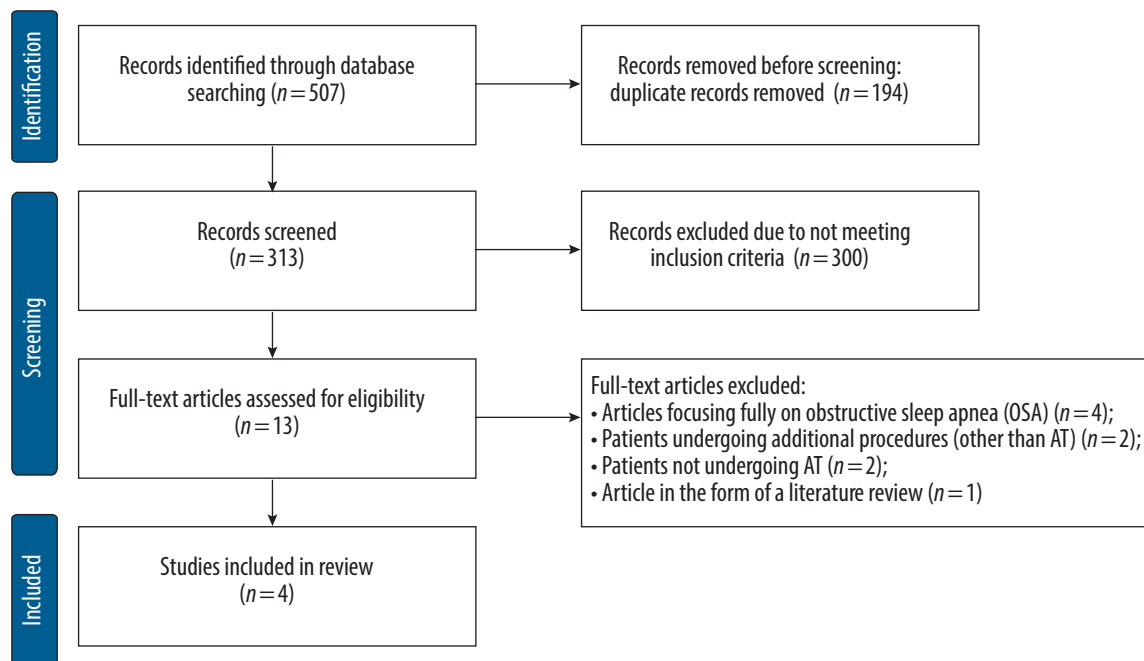 Identification
Records identified through database
searching (n = 507)
Records removed before screening:
duplicate records removed (n = 194)
Screening
Records screened
(n = 313)
Records excluded due to not meeting
inclusion criteria (n = 300)
Full-text articles assessed for eligibility
(n = 13)
Full-text articles excluded:
• Articles focusing fully on obstructive sleep apnea (OSA) (n = 4);
• Patients undergoing additional procedures (other than AT) (n = 2);
• Patients not undergoing AT (n = 2);
• Article in the form of a literature review (n = 1)
Included
Studies included in review
(n = 4)